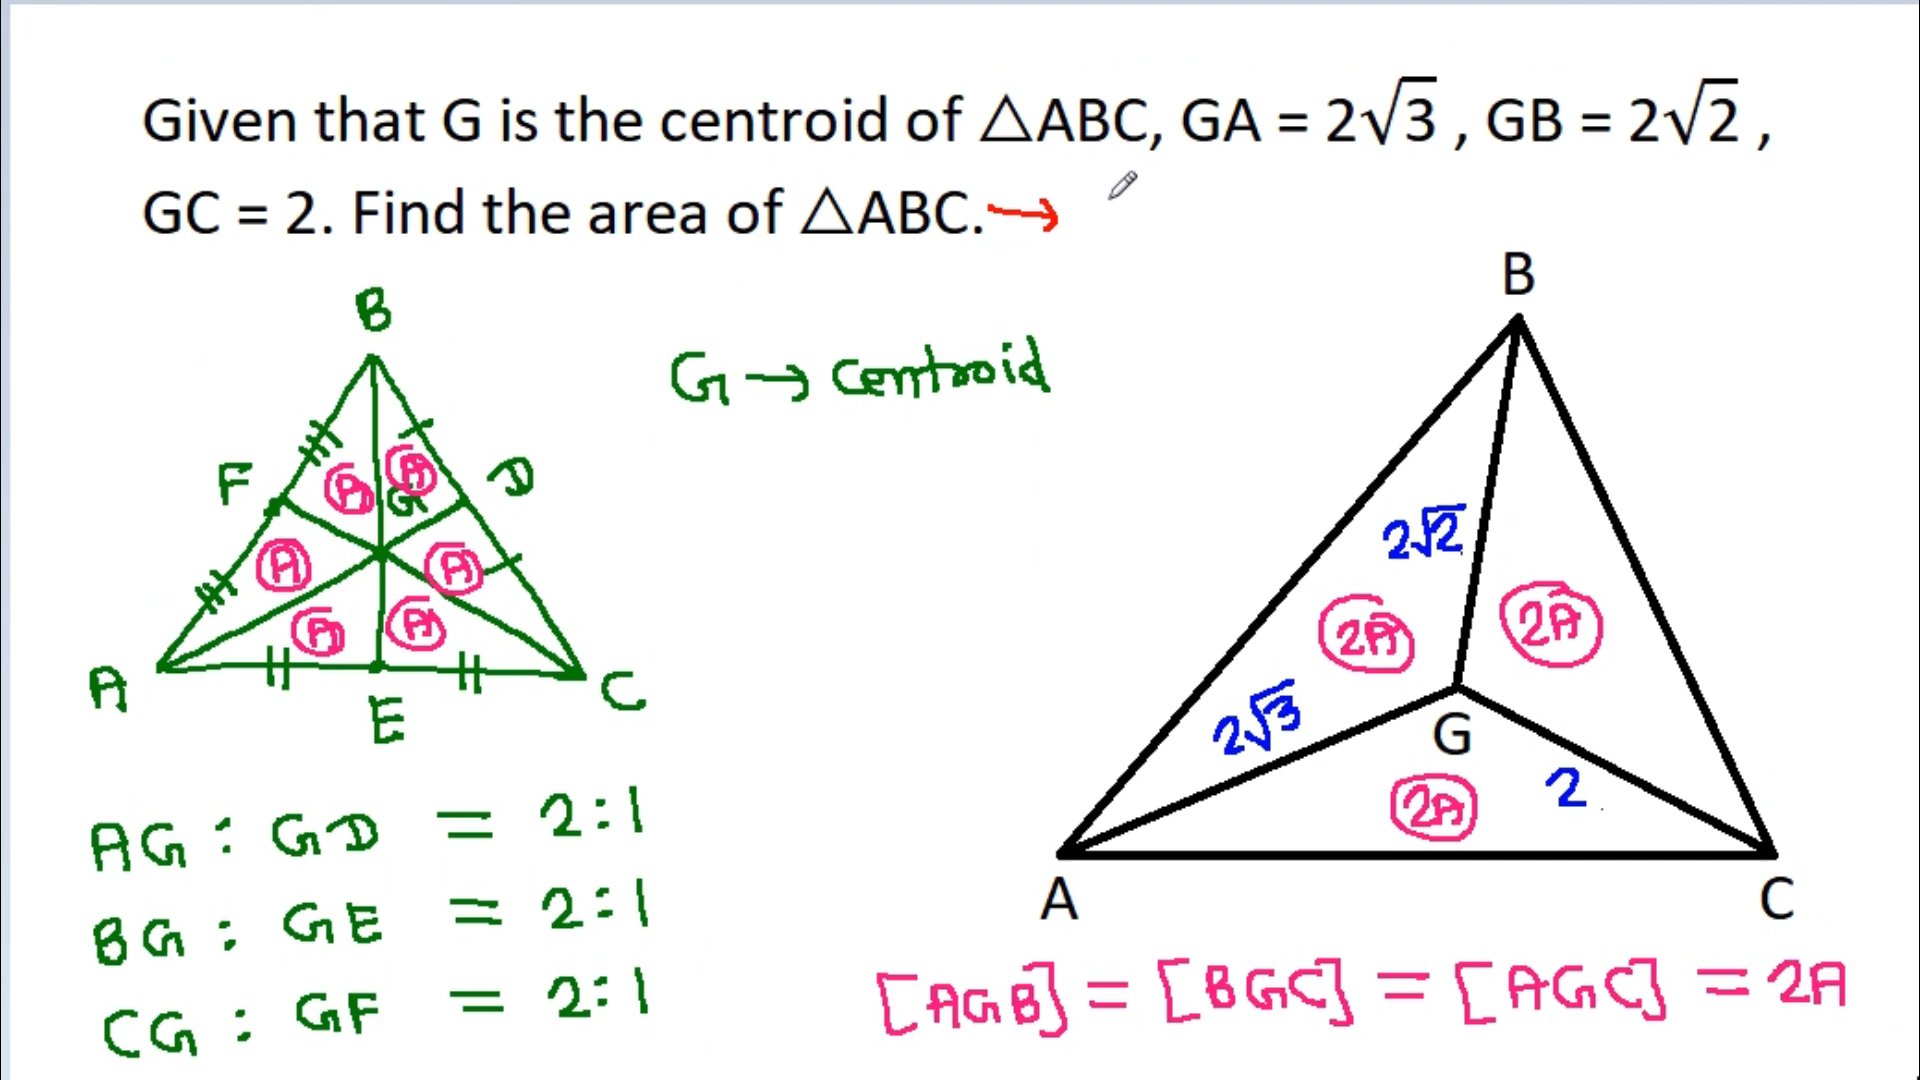 Given that G is the centroid of △ABC, GA = 2√3 , GB = 2√2 ,
GC = 2. Find the area of △ABC. →
B
G → Centroid
F
D
G
A
A
A
A
A
A
A
E
C
AG : GD = 2:1
BG : GE = 2:1
CG : GF = 2:1
B
2√2
2A
2A
2√3
G
2
2A
A
C
[AGB] = [BGC] = [AGC] = 2A